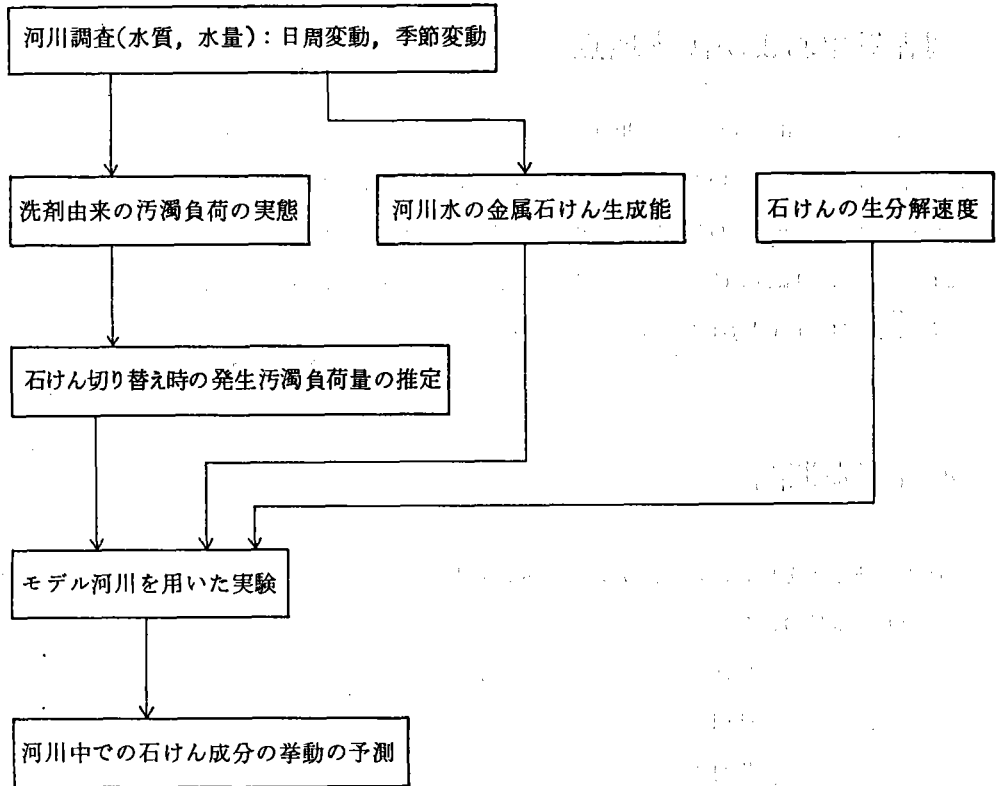 河川調査(水質, 水量): 日周変動, 季節変動
洗剤由来の汚濁負荷の実態
河川水の金属石けん生成能
石けんの生分解速度
石けん切り替え時の発生汚濁負荷量の推定
モデル河川を用いた実験
河川中での石けん成分の挙動の予測